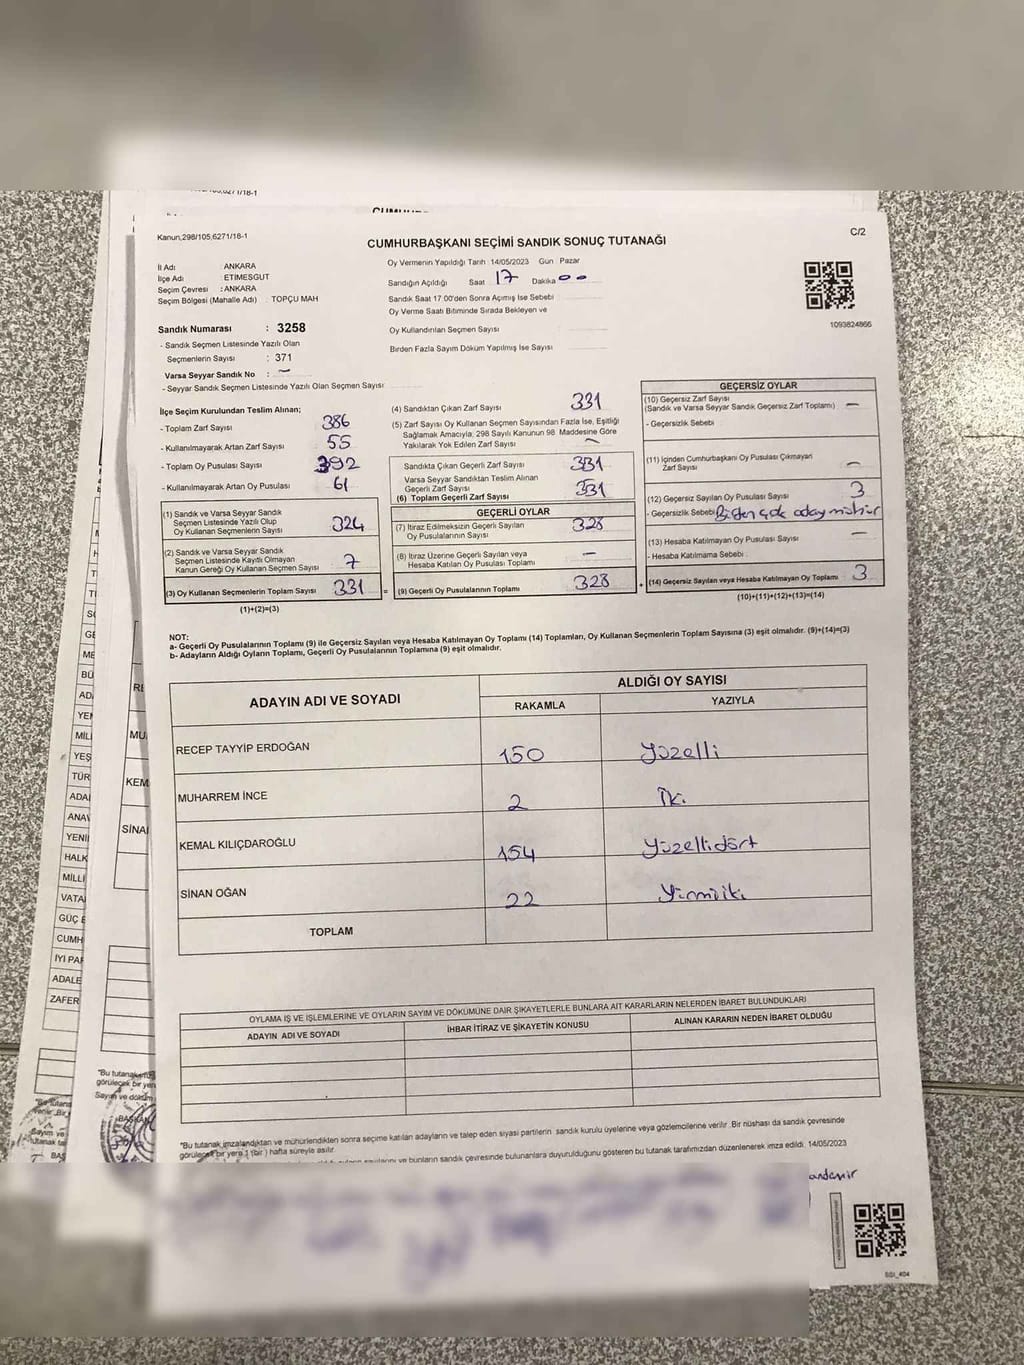 CUMHURBAŞKANI SEÇİMİ SANDIK SONUÇ TUTANAĞI
C/2
Kanun,298/105,6271/18-1
İl Adı : ANKARA
İlçe Adı : ETIMESGUT
Seçim Çevresi : ANKARA
Seçim Bölgesi (Mahalle Adı) : TOPÇU MAH
Oy Vermenin Yapıldığı Tarih : 14/05/2023 Gün : Pazar
Sandığın Açıldığı Saat 17 Dakika 00
Sandık Saat 17:00'den Sonra Açımış İse Sebebi
Oy Verme Saati Bitiminde Sırada Bekleyen ve
Oy Kullandırılan Seçmen Sayısı
Birden Fazla Sayım Döküm Yapılmış İse Sayısı
1093824866
Sandık Numarası : 3258
- Sandık Seçmen Listesinde Yazılı Olan
Seçmenlerin Sayısı : 371
Varsa Seyyar Sandık No : -
- Seyyar Sandık Seçmen Listesinde Yazılı Olan Seçmen Sayısı
İlçe Seçim Kurulundan Teslim Alınan;
- Toplam Zarf Sayısı 386
- Kullanılmayarak Artan Zarf Sayısı 55
- Toplam Oy Pusulası Sayısı 392
- Kullanılmayarak Artan Oy Pusulası 61
(1) Sandık ve Varsa Seyyar Sandık
Seçmen Listesinde Yazılı Olup
Oy Kullanan Seçmenlerin Sayısı 324
(2) Sandık ve Varsa Seyyar Sandık
Seçmen Listesinde Kayıtlı Olmayan
Kanun Gereği Oy Kullanan Seçmen Sayısı 7
(3) Oy Kullanan Seçmenlerin Toplam Sayısı 331 =
(1)+(2)=(3)
(4) Sandıktan Çıkan Zarf Sayısı 331
(5) Zarf Sayısı Oy Kullanan Seçmen Sayısından Fazla İse, Eşitliği
Sağlamak Amacıyla; 298 Sayılı Kanunun 98. Maddesine Göre
Yakılarak Yok Edilen Zarf Sayısı -
Sandıkta Çıkan Geçerli Zarf Sayısı 331
Varsa Seyyar Sandıktan Teslim Alınan
Geçerli Zarf Sayısı
(6) Toplam Geçerli Zarf Sayısı 331
GEÇERLİ OYLAR
(7) İtiraz Edilmeksizin Geçerli Sayılan
Oy Pusulalarının Sayısı 328
(8) İtiraz Üzerine Geçerli Sayılan veya
Hesaba Katılan Oy Pusulası Toplamı -
(9) Geçerli Oy Pusulalarının Toplamı 328 +
GEÇERSİZ OYLAR
(10) Geçersiz Zarf Sayısı
(Sandık ve Varsa Seyyar Sandık Geçersiz Zarf Toplamı) -
- Geçersizlik Sebebi
(11) İçinden Cumhurbaşkanı Oy Pusulası Çıkmayan
Zarf Sayısı -
(12) Geçersiz Sayılan Oy Pusulası Sayısı 3
- Geçersizlik Sebebi Birden çok aday mühür
(13) Hesaba Katılmayan Oy Pusulası Sayısı -
- Hesaba Katılmama Sebebi
(14) Geçersiz Sayılan veya Hesaba Katılmayan Oy Toplamı 3
(10)+(11)+(12)+(13)=(14)
NOT:
a- Geçerli Oy Pusulalarının Toplamı (9) ile Geçersiz Sayılan veya Hesaba Katılmayan Oy Toplamı (14) Toplamları, Oy Kullanan Seçmenlerin Toplam Sayısına (3) eşit olmalıdır. (9)+(14)=(3)
b- Adayların Aldığı Oyların Toplamı, Geçerli Oy Pusulalarının Toplamına (9) eşit olmalıdır.
ADAYIN ADI VE SOYADI
ALDIĞI OY SAYISI
RAKAMLA YAZIYLA
RECEP TAYYİP ERDOĞAN 150 Yüzelli
MUHARREM İNCE 2 İki
KEMAL KILIÇDAROĞLU 154 Yüzellidört
SİNAN OĞAN 22 Yirmiiki
TOPLAM
OYLAMA İŞ VE İŞLEMLERİNE VE OYLARIN SAYIM VE DÖKÜMÜNE DAİR ŞİKAYETLERLE BUNLARA AİT KARARLARIN NELERDEN İBARET BULUNDUKLARI
ADAYIN ADI VE SOYADI İHBAR İTİRAZ VE ŞİKAYETİN KONUSU ALINAN KARARIN NEDEN İBARET OLDUĞU
"Bu tutanak imzalandıktan ve mühürlendikten sonra seçime katılan adayların ve talep eden siyasi partilerin sandık kurulu üyelerine veya gözlemcilerine verilir .Bir nüshası da sandık çevresinde
görülecek bir yere 1 (bir ) hafta süreyle asılır.
ve bunların sandık çevresinde bulunanlara duyurulduğunu gösteren bu tutanak tarafımızdan düzenlenerek imza edildi. 14/05/2023
SSI_404